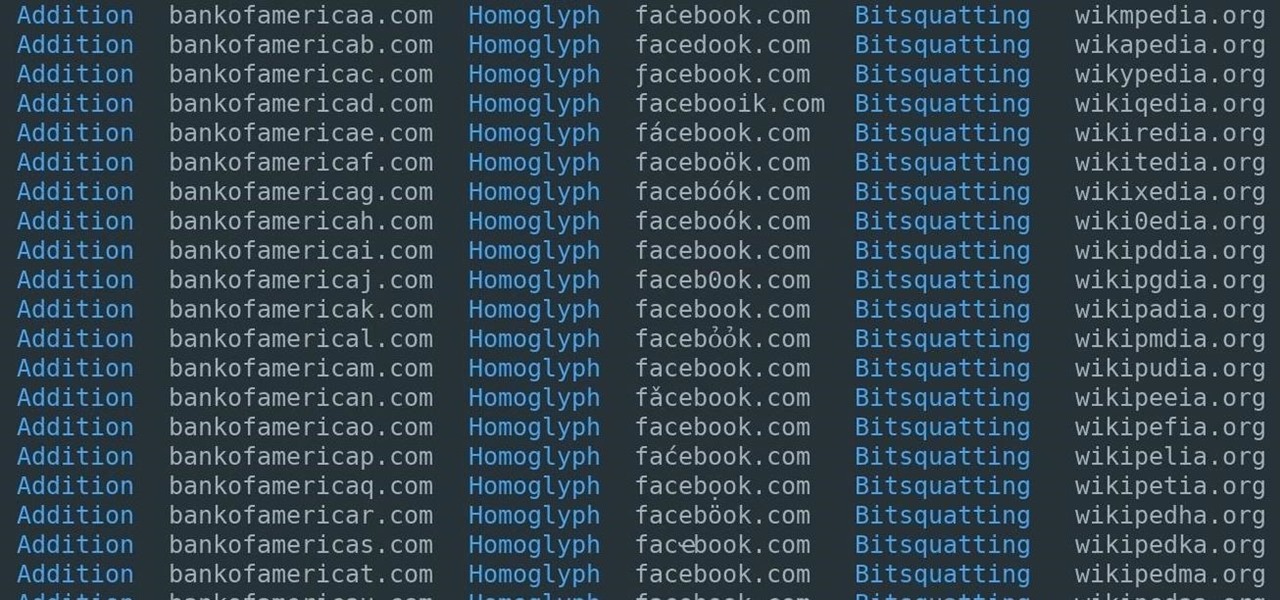 Addition bankofamericaa.com Homoglyph faċebook.com Bitsquatting wikmpedia.org
Addition bankofamericab.com Homoglyph facedook.com Bitsquatting wikapedia.org
Addition bankofamericac.com Homoglyph ƒacebook.com Bitsquatting wikypedia.org
Addition bankofamericad.com Homoglyph facebooik.com Bitsquatting wikiqedia.org
Addition bankofamericae.com Homoglyph fácebook.com Bitsquatting wikiredia.org
Addition bankofamericaf.com Homoglyph faceboök.com Bitsquatting wikitedia.org
Addition bankofamericag.com Homoglyph facebóók.com Bitsquatting wikixedia.org
Addition bankofamericah.com Homoglyph faceboók.com Bitsquatting wiki0edia.org
Addition bankofamericai.com Homoglyph facebook.com Bitsquatting wikipddia.org
Addition bankofamericaj.com Homoglyph faceb0ok.com Bitsquatting wikipgdia.org
Addition bankofamericak.com Homoglyph facebook.com Bitsquatting wikipadia.org
Addition bankofamerical.com Homoglyph facebỏỏk.com Bitsquatting wikipmdia.org
Addition bankofamericam.com Homoglyph facebook.com Bitsquatting wikipudia.org
Addition bankofamerican.com Homoglyph fǎcebook.com Bitsquatting wikipeeia.org
Addition bankofamericao.com Homoglyph facebook.com Bitsquatting wikipefia.org
Addition bankofamericap.com Homoglyph faćebook.com Bitsquatting wikipelia.org
Addition bankofamericaq.com Homoglyph facebọok.com Bitsquatting wikipetia.org
Addition bankofamericar.com Homoglyph faceböok.com Bitsquatting wikipedha.org
Addition bankofamericas.com Homoglyph Bitsquatting wikipedka.org
Addition bankofamericat.com Homoglyph facebook.com Bitsquatting wikipedma.org